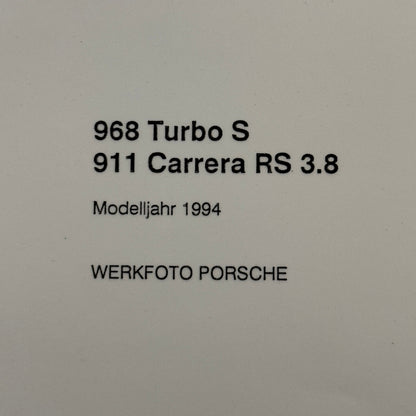 968 Turbo S
911 Carrera RS 3.8
Modelljahr 1994
WERKFOTO PORSCHE